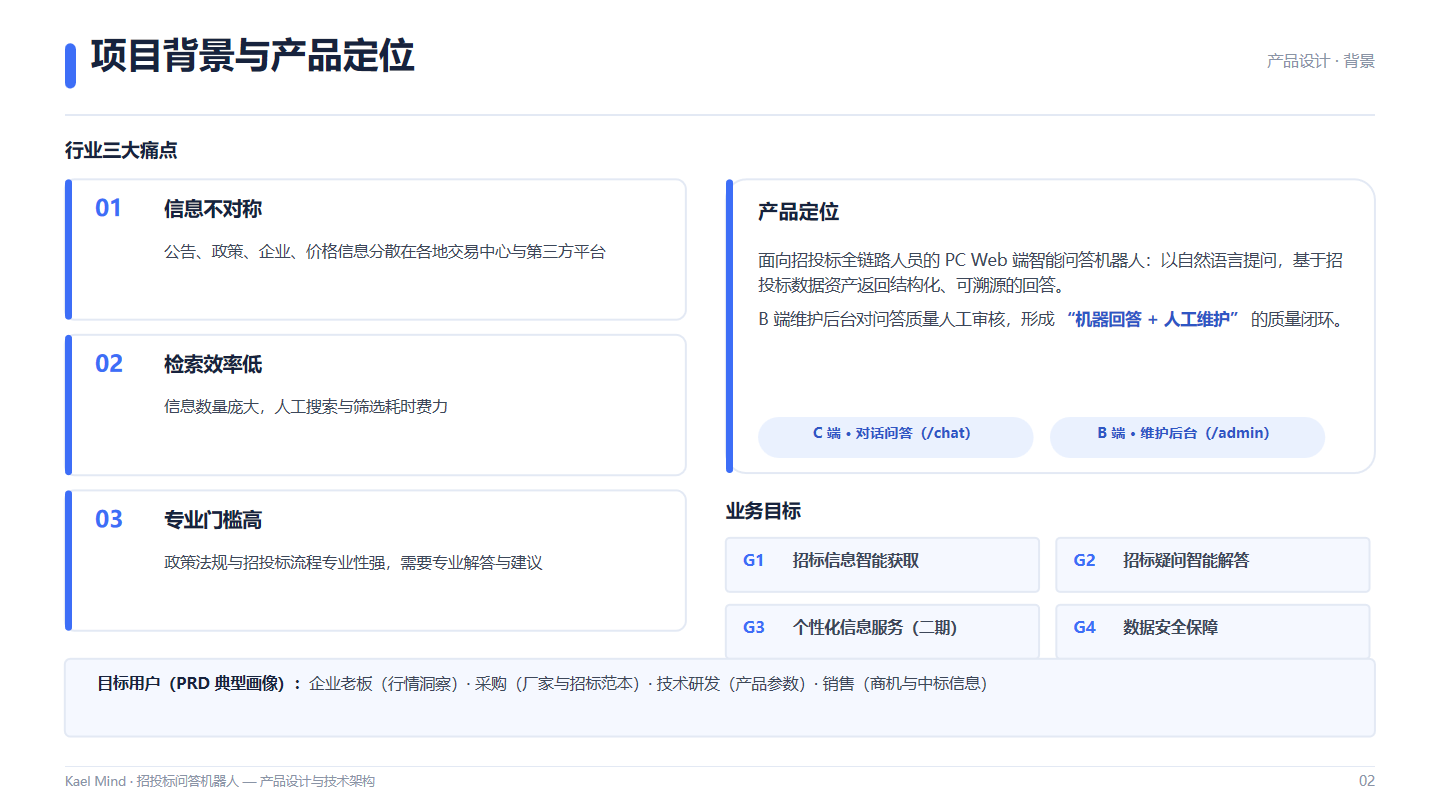 项目背景与产品定位
产品设计 · 背景
行业三大痛点
01 信息不对称
公告、政策、企业、价格信息分散在各地交易中心与第三方平台
02 检索效率低
信息数量庞大，人工搜索与筛选耗时费力
03 专业门槛高
政策法规与招投标流程专业性强，需要专业解答与建议
产品定位
面向招投标全链路人员的 PC Web 端智能问答机器人：以自然语言提问，基于招
投标数据资产返回结构化、可溯源的回答。
B 端维护后台对问答质量人工审核，形成 “机器回答 + 人工维护” 的质量闭环。
C 端 • 对话问答（/chat）
B 端 • 维护后台（/admin）
业务目标
G1 招标信息智能获取
G2 招标疑问智能解答
G3 个性化信息服务（二期）
G4 数据安全保障
目标用户（PRD 典型画像）： 企业老板（行情洞察）· 采购（厂家与招标范本）· 技术研发（产品参数）· 销售（商机与中标信息）
Kael Mind · 招投标问答机器人 — 产品设计与技术架构
02